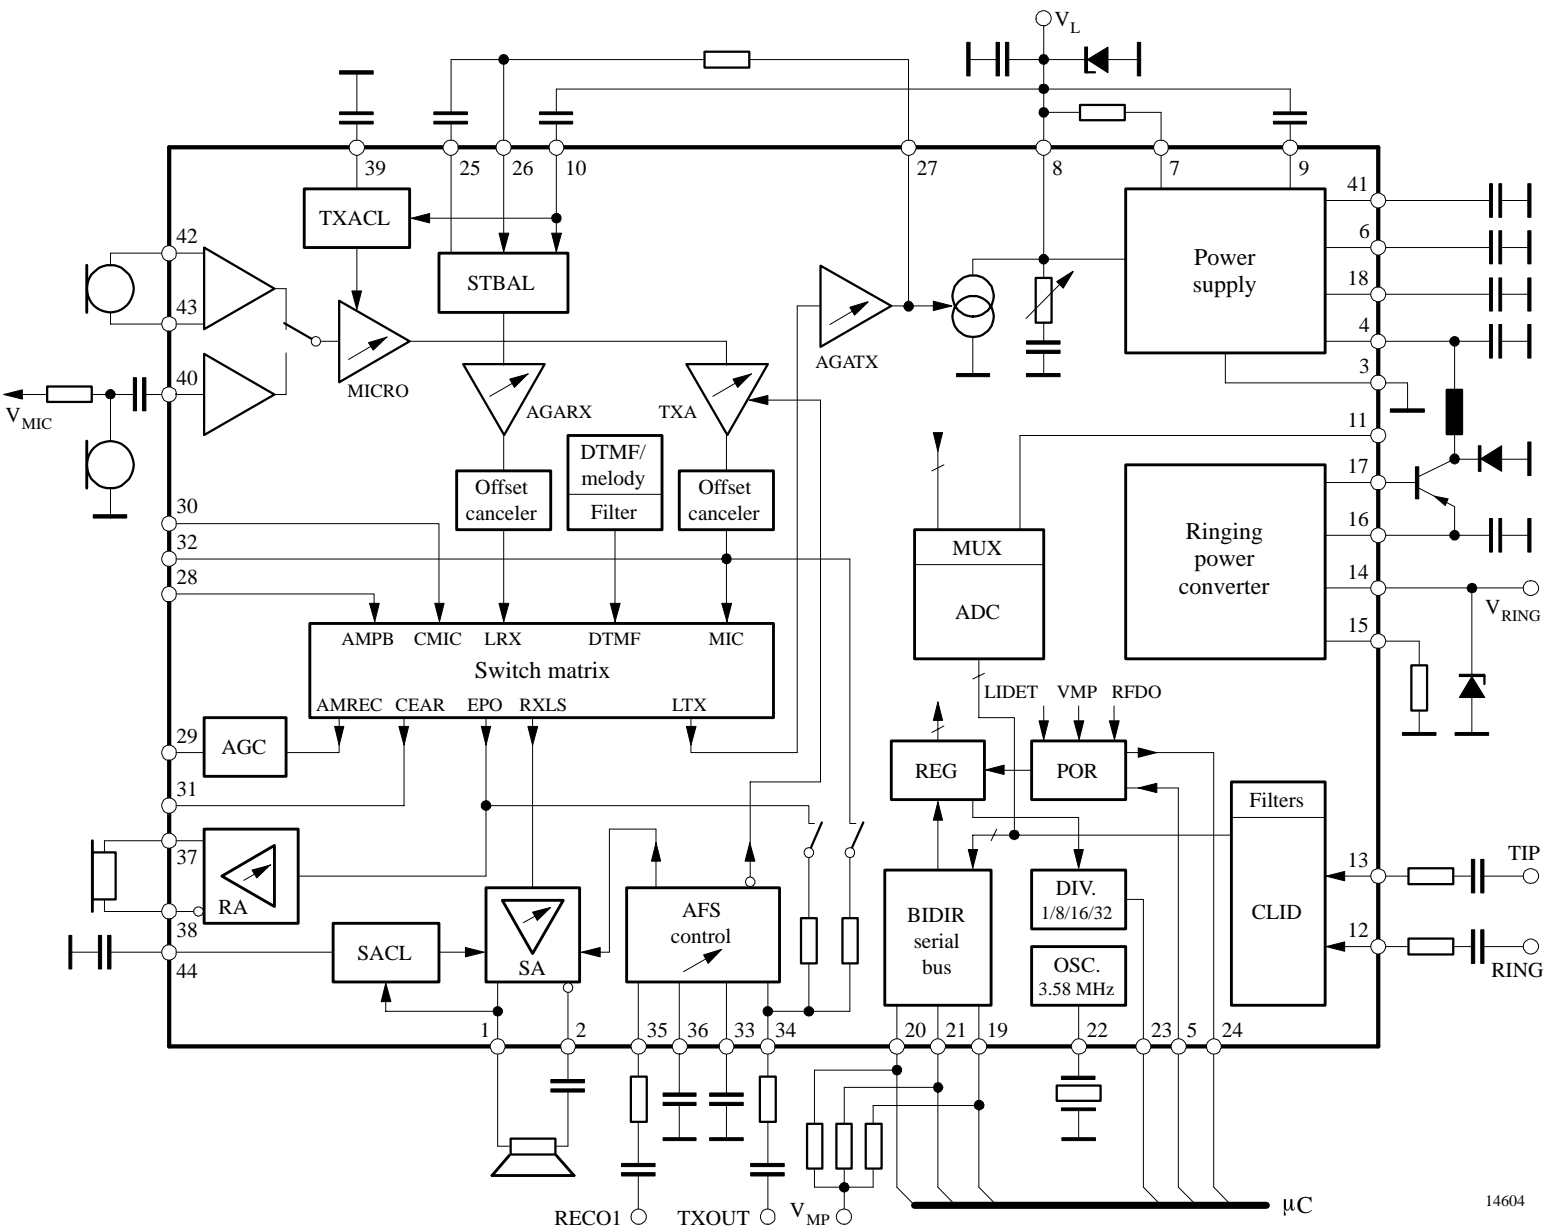 V_L
39
25
26
10
27
8
7
9
TXACL
41
42
6
STBAL
Power
supply
18
43
4
AGATX
3
40
MICRO
V_MIC
AGARX
TXA
11
DTMF/
melody
17
Offset
canceler
Filter
Offset
canceler
30
16
MUX
Ringing
power
converter
32
14
28
ADC
V_RING
AMPB
CMIC
LRX
DTMF
MIC
15
Switch matrix
LIDET
VMP
RFDO
AMREC
CEAR
EPO
RXLS
LTX
29
AGC
REG
POR
31
Filters
37
13
TIP
DIV.
1/8/16/32
RA
AFS
control
BIDIR
serial
bus
CLID
38
12
SACL
SA
OSC.
3.58 MHz
RING
44
1
2
35
36
33
34
20
21
19
22
23
5
24
RECO1
TXOUT
V_MP
µC
14604